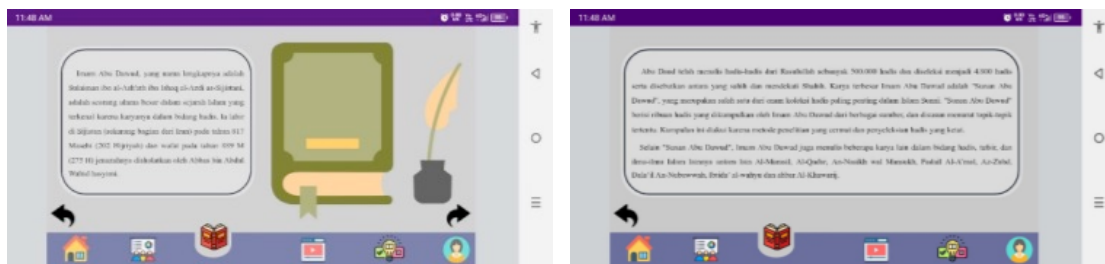 11:48 AM
Imam Abu Dawud, yang nama lengkapnya adalah
Sulaiman ibn al-Ash'ath ibn Ishaq al-Azdi as-Sijistani,
adalah seorang ulama besar dalam sejarah Islam yang
terkenal karena karyanya dalam bidang hadis. Ia lahir
di Sijistan (sekarang bagian dari Iran) pada tahun 817
Masehi (202 Hijriyah) dan wafat pada tahun 889 M
(275 H) jenazahnya disholatkan oleh Abbas bin Abdul
Wahid
11:48 AM
Abu Daud telah menulis hadis-hadis dari Rasulullah sebanyak 500.000 hadis dan diseleksi menjadi 4.800 hadis
serta disebutkan antara yang sahih dan mendekati Shahih. Karya terbesar Imam Abu Dawud adalah "Sunan Abu
Dawud", yang merupakan salah satu dari enam koleksi hadis paling penting dalam Islam Sunni. "Sunan Abu Dawud"
berisi ribuan hadis yang dikumpulkan oleh Imam Abu Dawud dari berbagai sumber, dan disusun menurut topik-topik
tertentu. Kumpulan ini diakui karena metode penelitian yang cermat dan penyeleksian hadis yang ketat.
Selain "Sunan Abu Dawud", Imam Abu Dawud juga menulis beberapa karya lain dalam bidang hadis, tafsir, dan
ilmu-ilmu Islam lainnya antara lain Al-Marasil, Al-Qadar, An-Nasikh wal Mansukh, Fadail Al-A'mal, Az-Zuhd,
Dala'il An-Nubuwwah, Ibtida' al-wahyu dan ahbar Al-Khawarij.